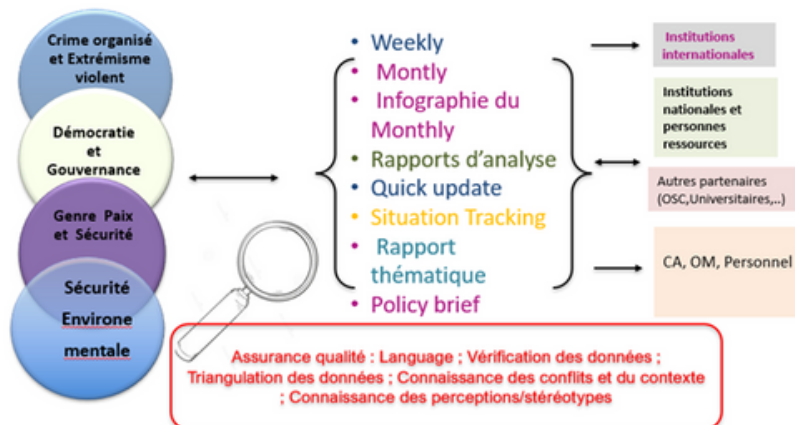 Crime organisé
et Extrémisme
violent
Démocratie
et
Gouvernance
Genre Paix
et Sécurité
Sécurité
Environe
mentale
• Weekly
• Montly
• Infographie du
Monthly
• Rapports d'analyse
• Quick update
• Situation Tracking
• Rapport
thématique
• Policy brief
Institutions
internationales
Institutions
nationales et
personnes
ressources
Autres partenaires
(OSC,Universitaires,..)
CA, OM, Personnel
Assurance qualité : Language ; Vérification des données ;
Triangulation des données ; Connaissance des conflits et du contexte
; Connaissance des perceptions/stéréotypes